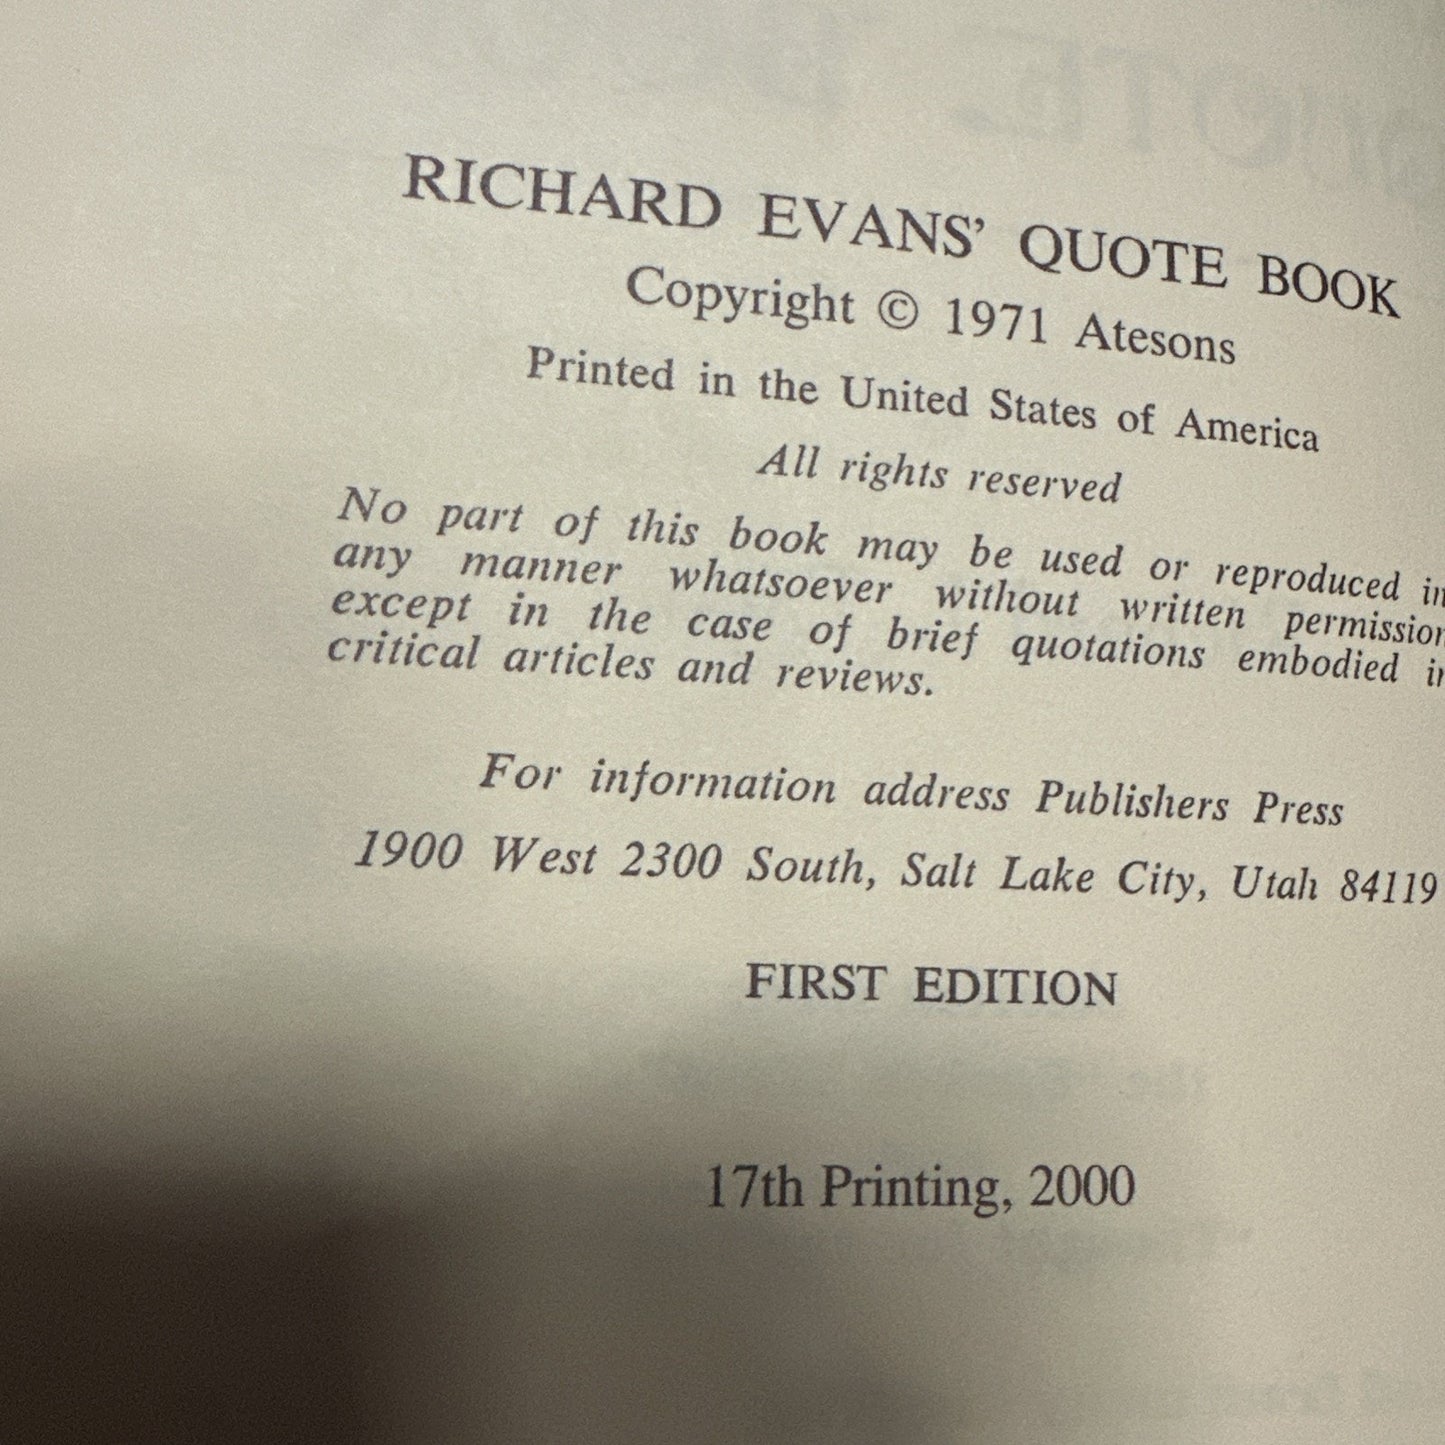 RICHARD EVANS' QUOTE BOOK
Copyright © 1971 Atesons
Printed in the United States of America
All rights reserved
No part of this book may be used or reproduced in
any manner whatsoever without written permission
except in the case of brief quotations embodied in
critical articles and reviews.
For information address Publishers Press
1900 West 2300 South, Salt Lake City, Utah 84119
FIRST EDITION
17th Printing, 2000